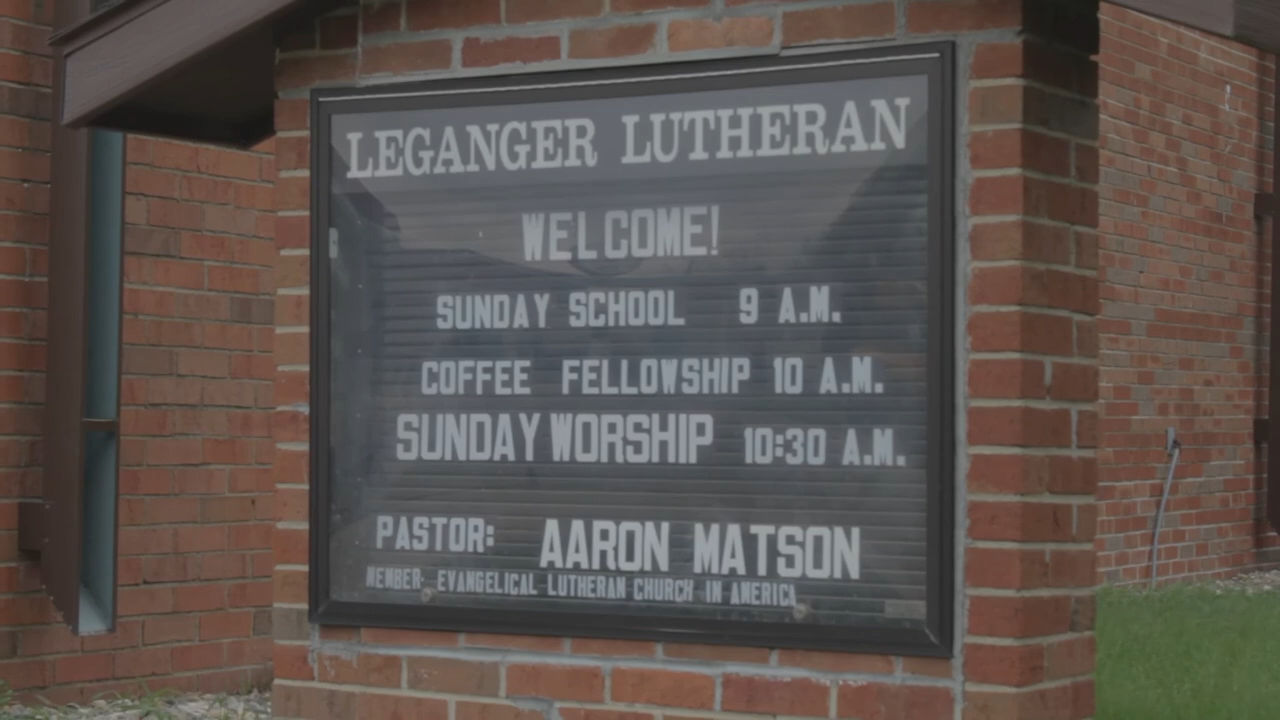 LEGANGER LUTHERAN
WELCOME!
SUNDAY SCHOOL 9 A.M.
COFFEE FELLOWSHIP 10 A.M.
SUNDAY WORSHIP 10:30 A.M.
PASTOR: AARON MATSON
MEMBER: EVANGELICAL LUTHERAN CHURCH IN AMERICA